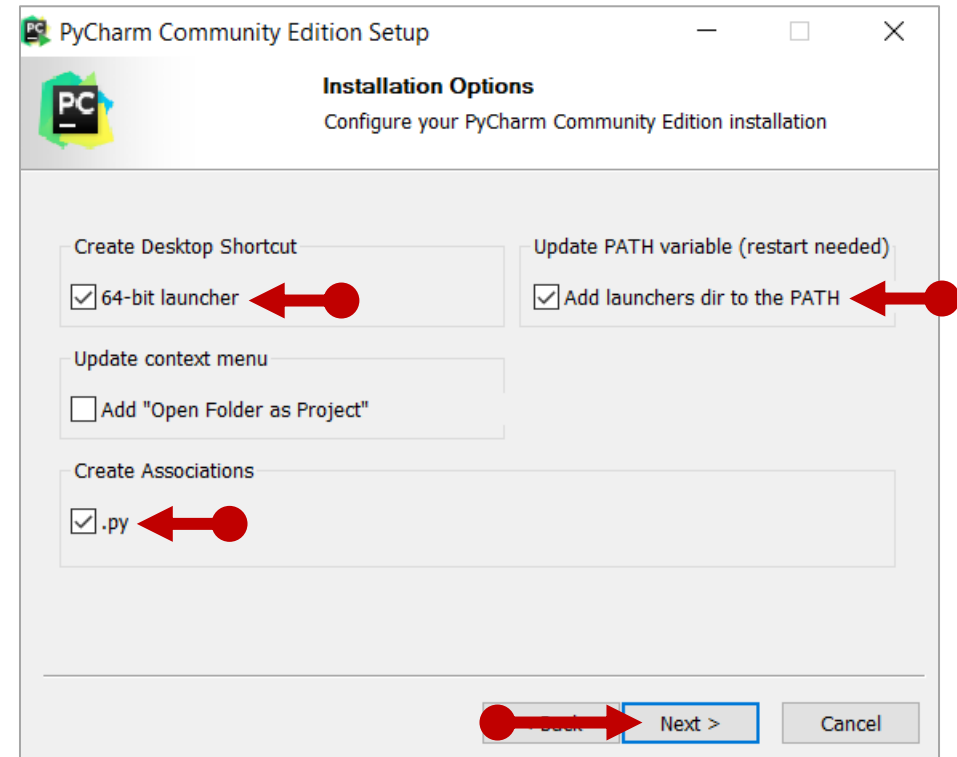 PyCharm Community Edition Setup
PC
Installation Options
Configure your PyCharm Community Edition installation
Create Desktop Shortcut
64-bit launcher
Update PATH variable (restart needed)
Add launchers dir to the PATH
Update context menu
Add "Open Folder as Project"
Create Associations
.py
Next >
Cancel